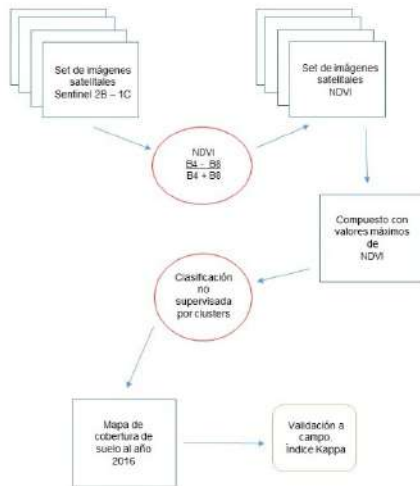 Set de imágenes
satelitales
Sentinel 2B – 1C
Set de imágenes
satelitales
NDVI
NDVI
B4 - B8
B4 + B8
Compuesto con
valores máximos
de
NDVI
Clasificación
no
supervisada
por clusters
Mapa de
cobertura de
suelo al año
2016
Validación a
campo.
Índice Kappa